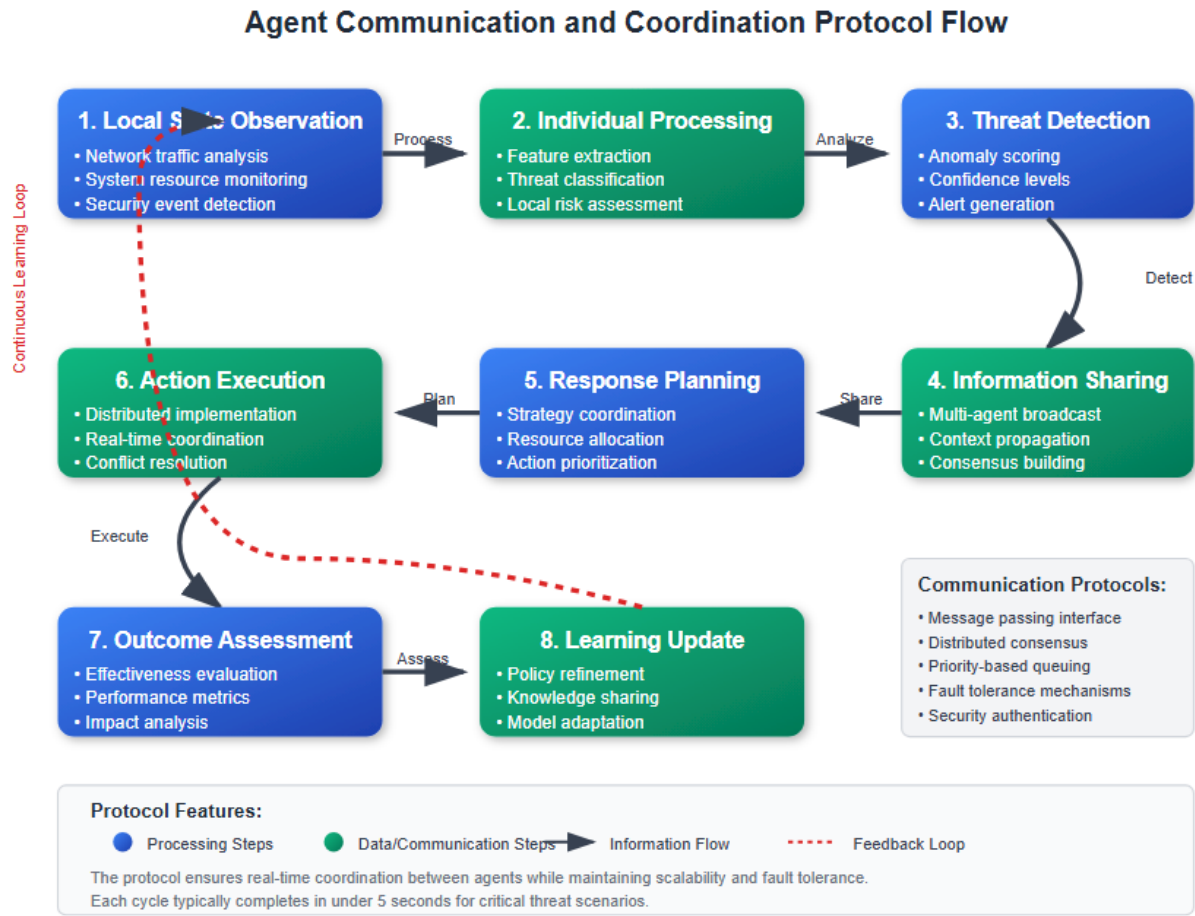 Agent Communication and Coordination Protocol Flow
1. Local State Observation
• Network traffic analysis
• System resource monitoring
• Security event detection
Process
2. Individual Processing
• Feature extraction
• Threat classification
• Local risk assessment
Analyze
3. Threat Detection
• Anomaly scoring
• Confidence levels
• Alert generation
Continuous Learning Loop
Detect
6. Action Execution
• Distributed implementation
• Real-time coordination
• Conflict resolution
Plan
5. Response Planning
• Strategy coordination
• Resource allocation
• Action prioritization
Share
4. Information Sharing
• Multi-agent broadcast
• Context propagation
• Consensus building
Execute
7. Outcome Assessment
• Effectiveness evaluation
• Performance metrics
• Impact analysis
Assess
8. Learning Update
• Policy refinement
• Knowledge sharing
• Model adaptation
Communication Protocols:
• Message passing interface
• Distributed consensus
• Priority-based queuing
• Fault tolerance mechanisms
• Security authentication
Protocol Features:
Processing Steps
Data/Communication Steps
Information Flow
Feedback Loop
The protocol ensures real-time coordination between agents while maintaining scalability and fault tolerance.
Each cycle typically completes in under 5 seconds for critical threat scenarios.